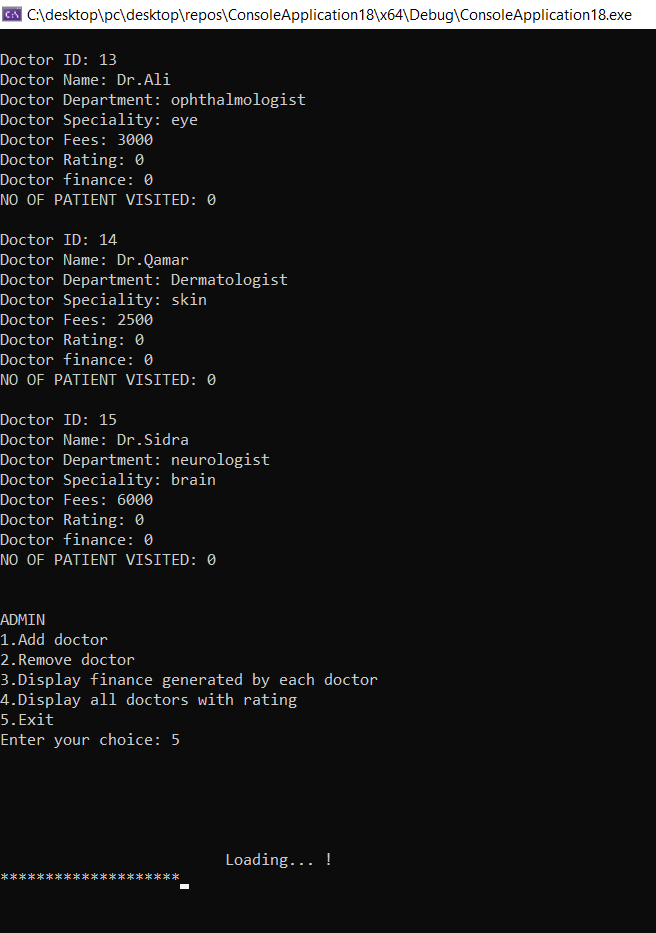 C:\desktop\pc\desktop\repos\ConsoleApplication18\x64\Debug\ConsoleApplication18.exe
Doctor ID: 13
Doctor Name: Dr.Ali
Doctor Department: ophthalmologist
Doctor Speciality: eye
Doctor Fees: 3000
Doctor Rating: 0
Doctor finance: 0
NO OF PATIENT VISITED: 0
Doctor ID: 14
Doctor Name: Dr.Qamar
Doctor Department: Dermatologist
Doctor Speciality: skin
Doctor Fees: 2500
Doctor Rating: 0
Doctor finance: 0
NO OF PATIENT VISITED: 0
Doctor ID: 15
Doctor Name: Dr.Sidra
Doctor Department: neurologist
Doctor Speciality: brain
Doctor Fees: 6000
Doctor Rating: 0
Doctor finance: 0
NO OF PATIENT VISITED: 0
ADMIN
1.Add doctor
2.Remove doctor
3.Display finance generated by each doctor
4.Display all doctors with rating
5.Exit
Enter your choice: 5
Loading... !
********************